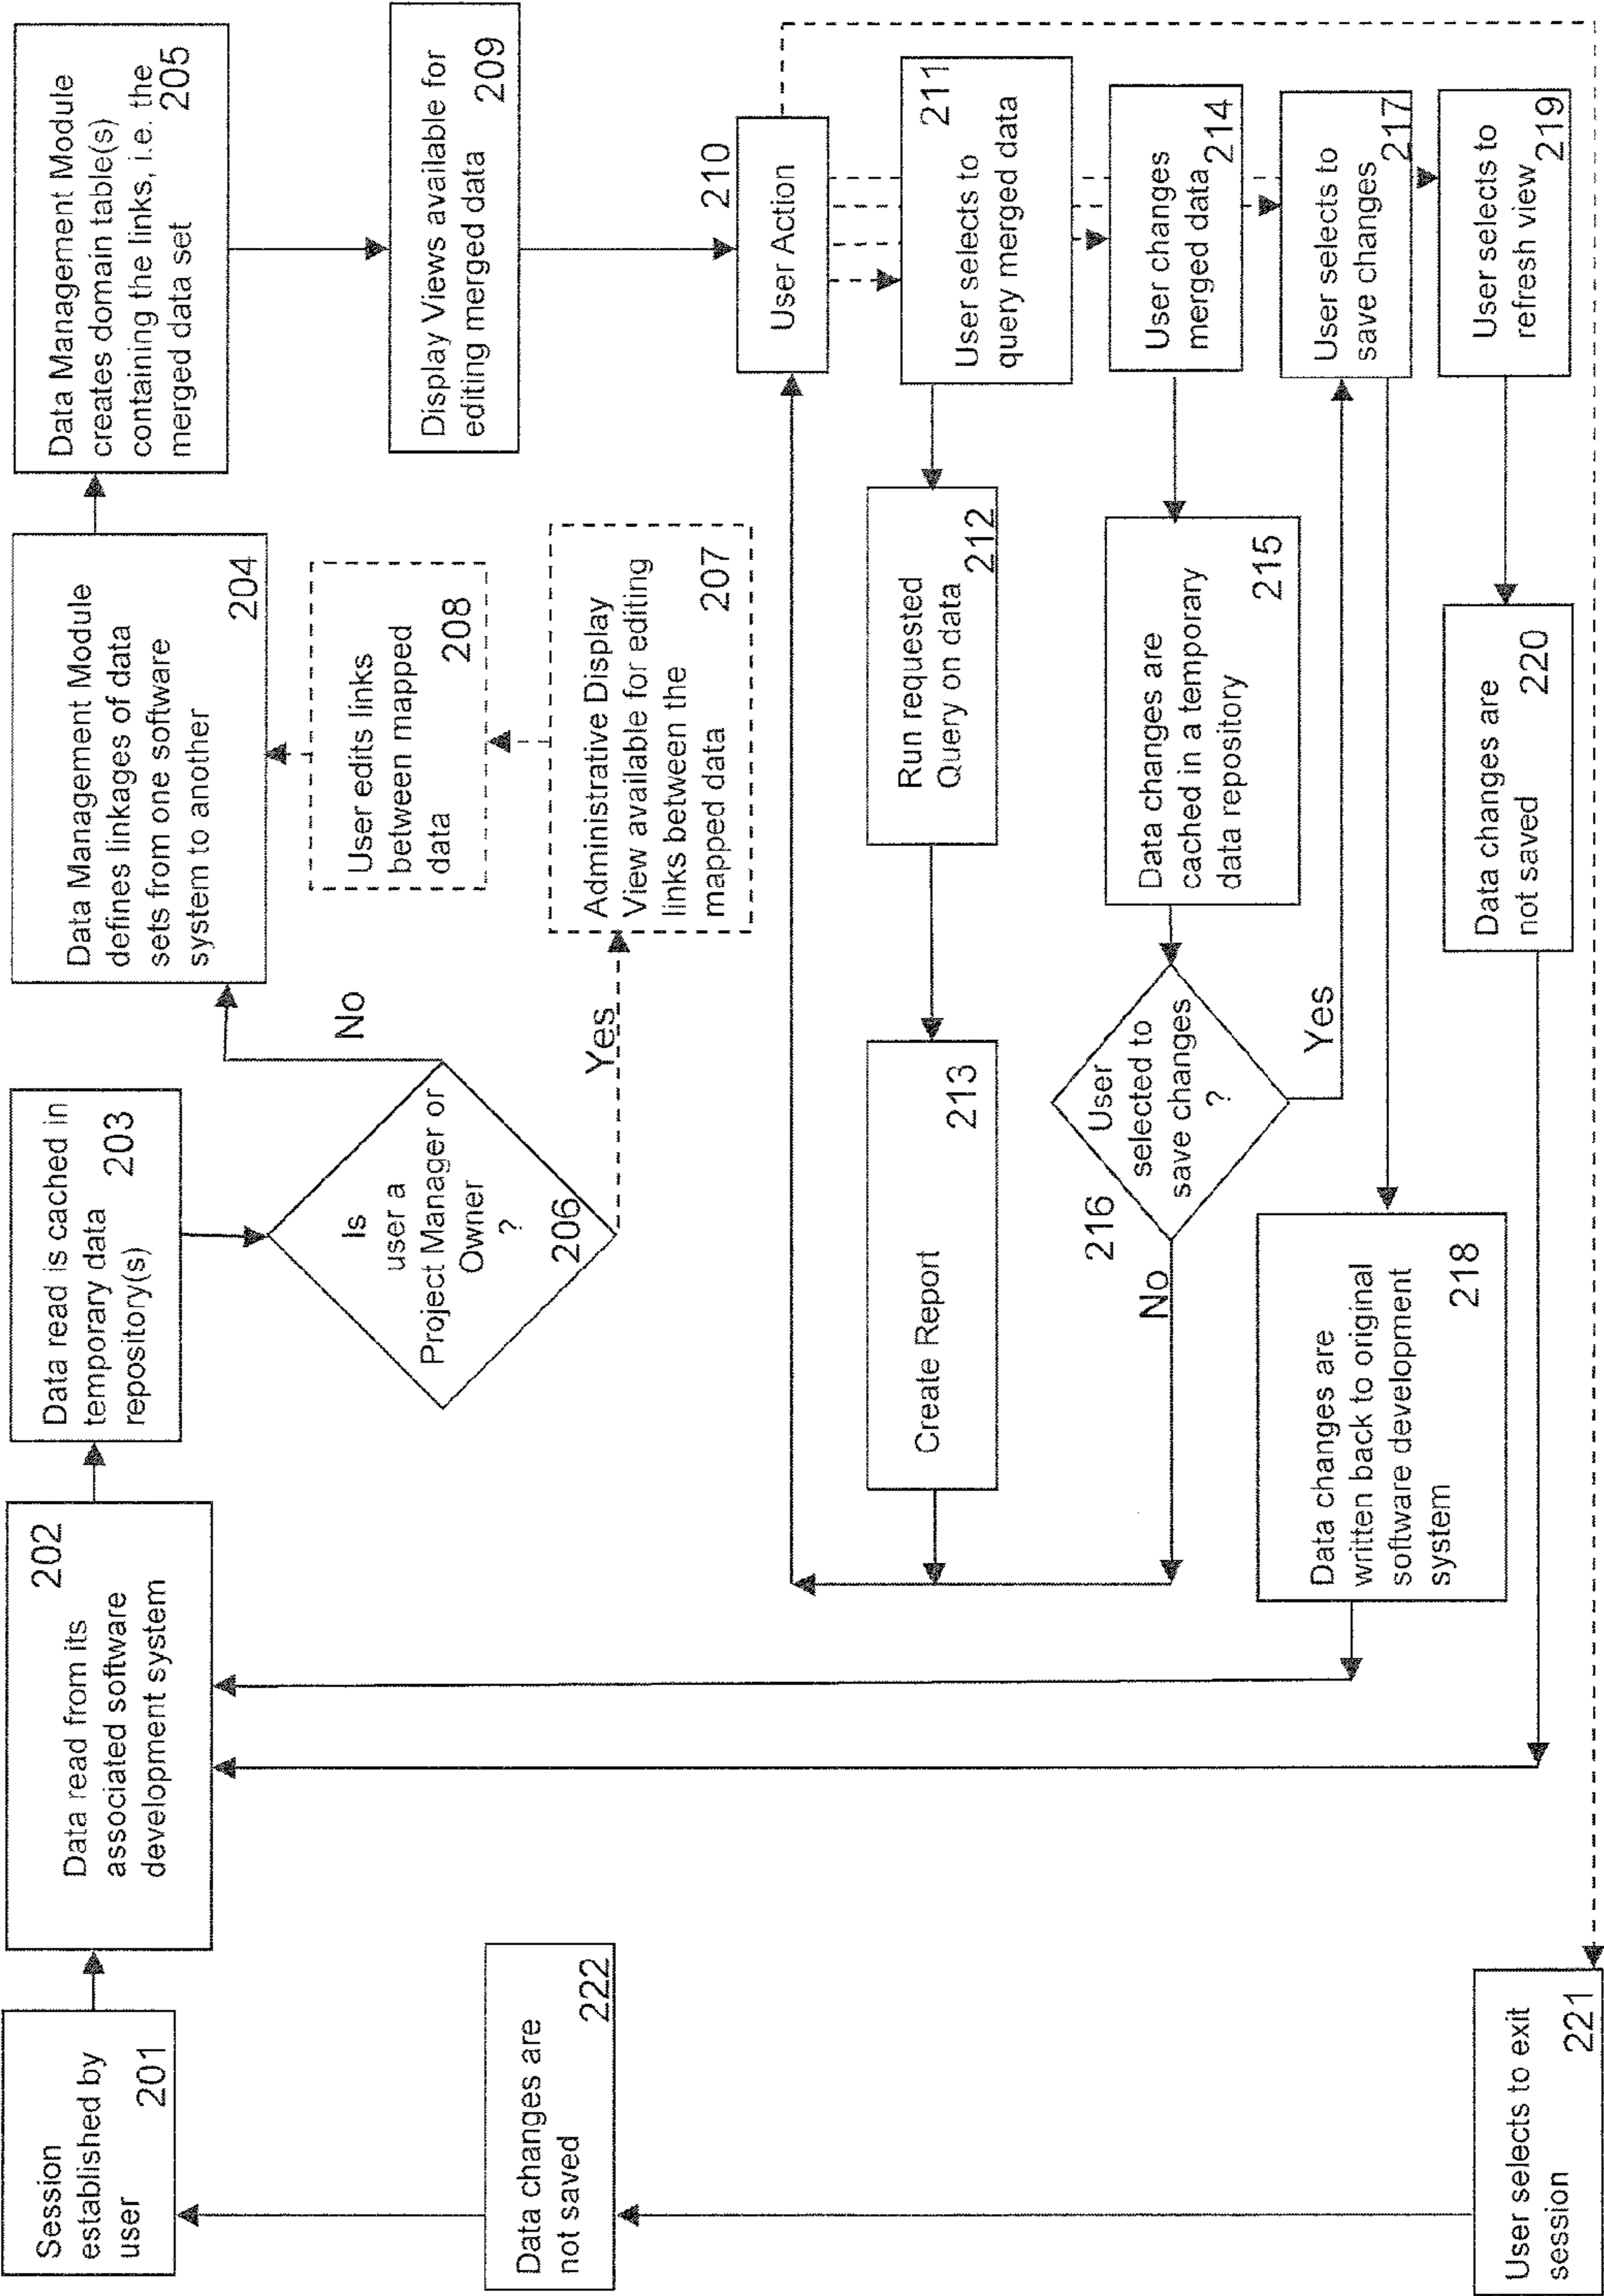 Session
established by
user
201
202
Data read from its
associated software
development system
Data read is cached in
temporary data
repository(s)
203
Is
user a
Project Manager or
Owner
?
206
No
Yes
Data Management Module
defines linkages of data
sets from one software
system to another
204
User edits links
between mapped
data
208
Administrative Display
View available for editing
links between the
mapped data
207
Data Management Module
creates domain table(s)
containing the links, i.e. the
merged data set
205
Display Views available for
editing merged data
209
210
User Action
211
User selects to
query merged data
Run requested
Query on data
212
Create Report
213
User changes
merged data
214
Data changes are
cached in a temporary
data repository
215
User
selected to
save changes
?
216
No
Yes
User selects to
save changes
217
Data changes are
written back to original
software development
system
218
User selects to
refresh view
219
Data changes are
not saved
220
User selects to exit
session
221
Data changes are
not saved
222